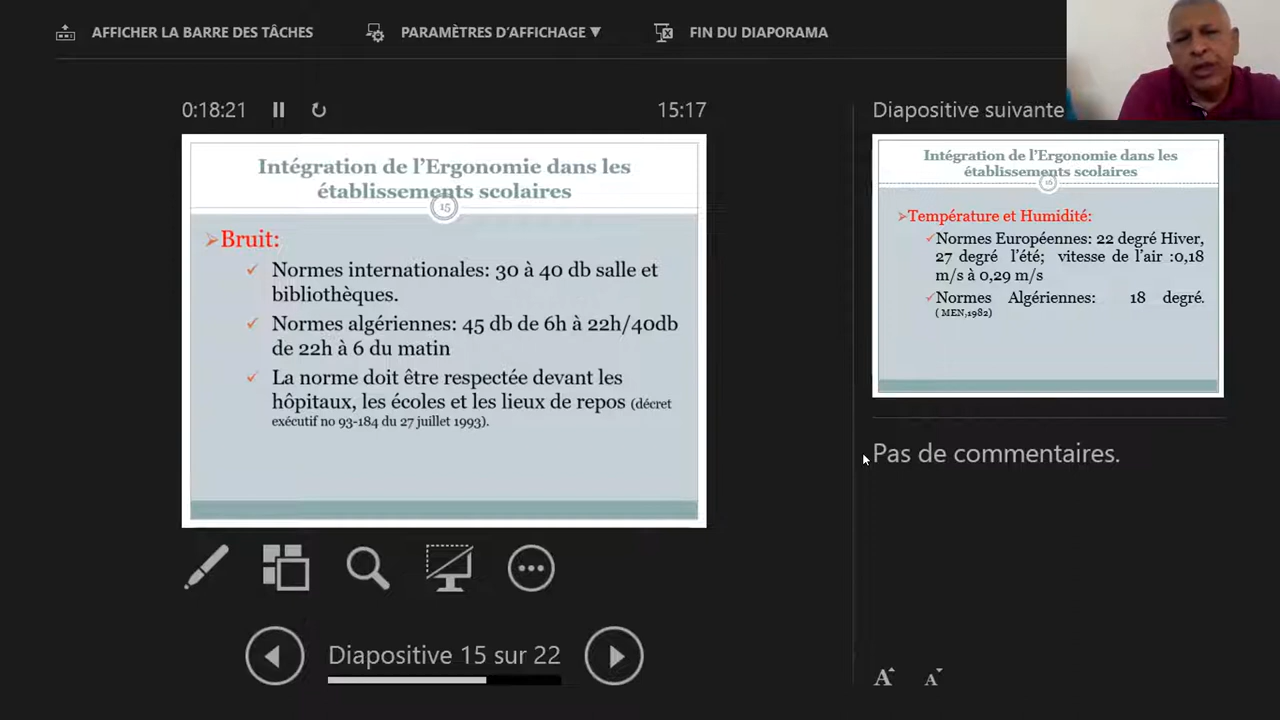 AFFICHER LA BARRE DES TÂCHES
PARAMÈTRES D'AFFICHAGE ▼
FIN DU DIAPORAMA
0:18:21
15:17
Intégration de l'Ergonomie dans les
établissements scolaires
15
Bruit:
Normes internationales: 30 à 40 db salle et
bibliothèques.
Normes algériennes: 45 db de 6h à 22h/40db
de 22h à 6 du matin
La norme doit être respectée devant les
hôpitaux, les écoles et les lieux de repos (décret
exécutif no 93-184 du 27 juillet 1993).
Diapositive 15 sur 22
Diapositive suivante
Intégration de l'Ergonomie dans les
établissements scolaires
16
Température et Humidité:
Normes Européennes: 22 degré Hiver,
27 degré l'été; vitesse de l'air :0,18
m/s à 0,29 m/s
Normes Algériennes: 18 degré.
( MEN,1982)
Pas de commentaires.
A A